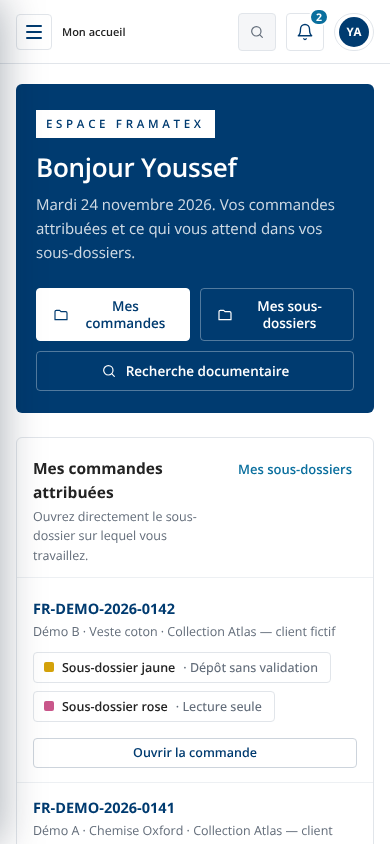 Mon accueil
2
YA
ESPACE FRAMATEX
Bonjour Youssef
Mardi 24 novembre 2026. Vos commandes
attribuées et ce qui vous attend dans vos
sous-dossiers.
Mes
commandes
Mes sous-
dossiers
Recherche documentaire
Mes commandes
attribuées
Mes sous-dossiers
Ouvrez directement le sous-
dossier sur lequel vous
travaillez.
FR-DEMO-2026-0142
Démo B · Veste coton · Collection Atlas — client fictif
Sous-dossier jaune · Dépôt sans validation
Sous-dossier rose · Lecture seule
Ouvrir la commande
FR-DEMO-2026-0141
Démo A · Chemise Oxford · Collection Atlas — client